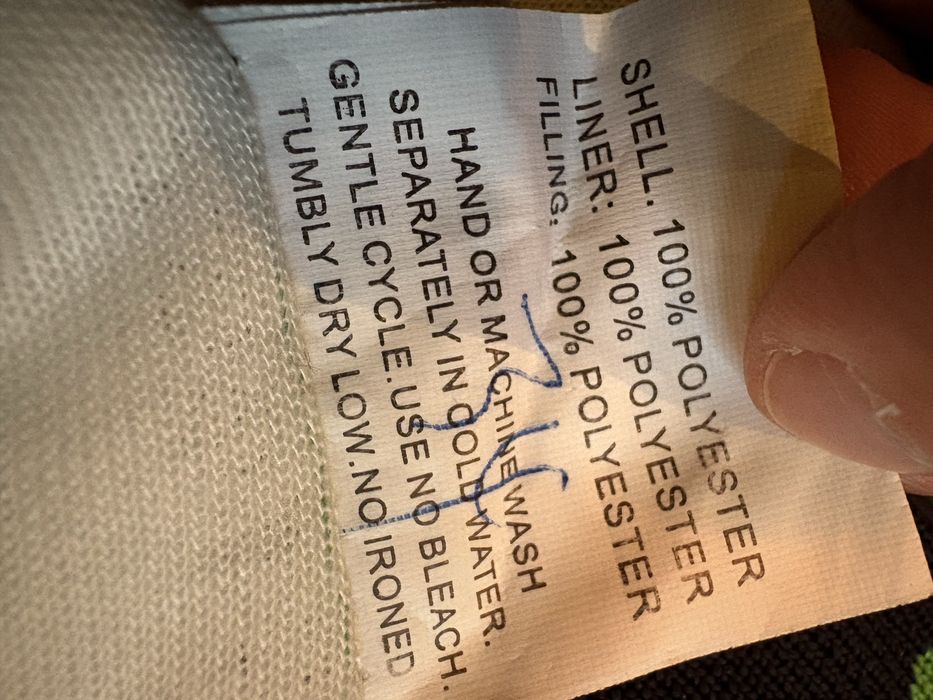 SHELL: 100% POLYESTER
LINER: 100% POLYESTER
FILLING: 100% POLYESTER
HAND OR MACHINE WASH
SEPARATELY IN COLD WATER.
GENTLE CYCLE.USE NO BLEACH.
TUMBLY DRY LOW.NO IRONED